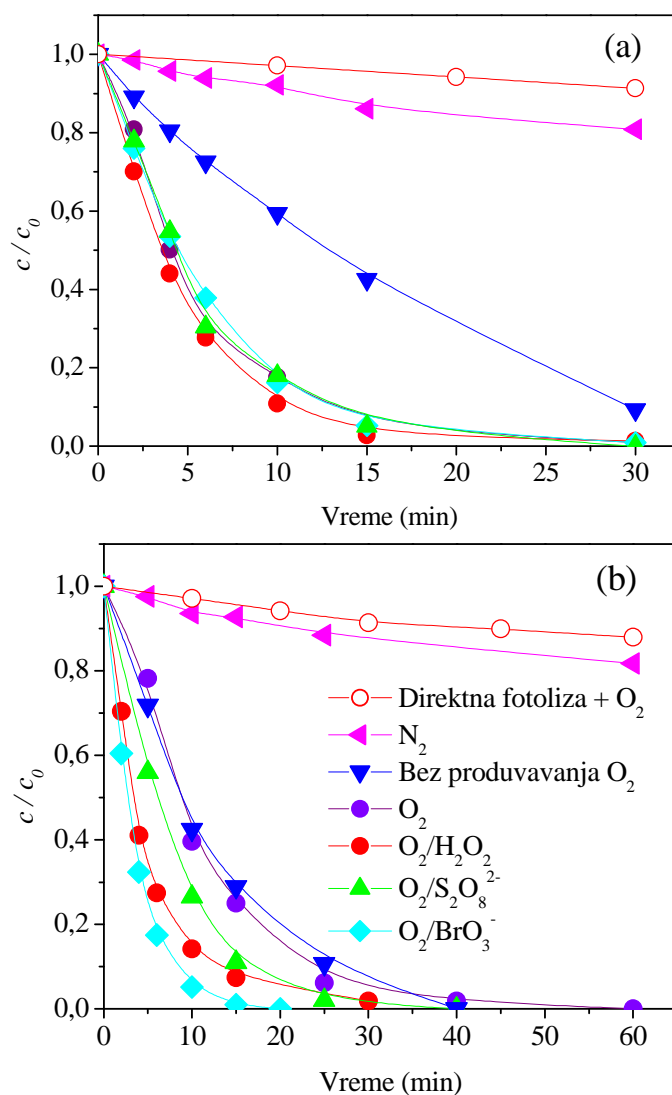 (a)
1,0
0,8
0,6
0,4
0,2
0,0
c / c₀
0 5 10 15 20 25 30
Vreme (min)
(b)
1,0
0,8
0,6
0,4
0,2
0,0
c / c₀
Direktna fotoliza + O₂
N₂
Bez produvavanja O₂
O₂
O₂/H₂O₂
O₂/S₂O₈²⁻
O₂/BrO₃⁻
0 10 20 30 40 50 60
Vreme (min)